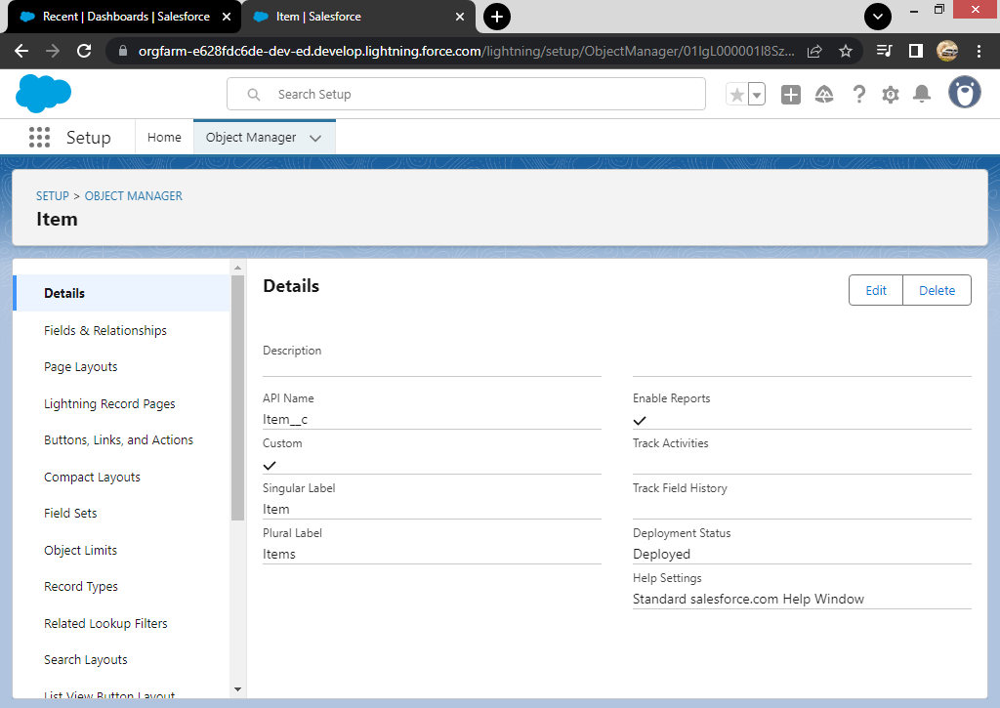 Recent | Dashboards | Salesforce
Item | Salesforce
orgfarm-e628fdc6de-dev-ed.develop.lightning.force.com/lightning/setup/ObjectManager/01IgL000001I8Sz...
Search Setup
Setup
Home
Object Manager
SETUP > OBJECT MANAGER
Item
Details
Fields & Relationships
Page Layouts
Lightning Record Pages
Buttons, Links, and Actions
Compact Layouts
Field Sets
Object Limits
Record Types
Related Lookup Filters
Search Layouts
List View Button Layout
Details
Edit
Delete
Description
API Name
Item__c
Custom
Singular Label
Item
Plural Label
Items
Enable Reports
Track Activities
Track Field History
Deployment Status
Deployed
Help Settings
Standard salesforce.com Help Window